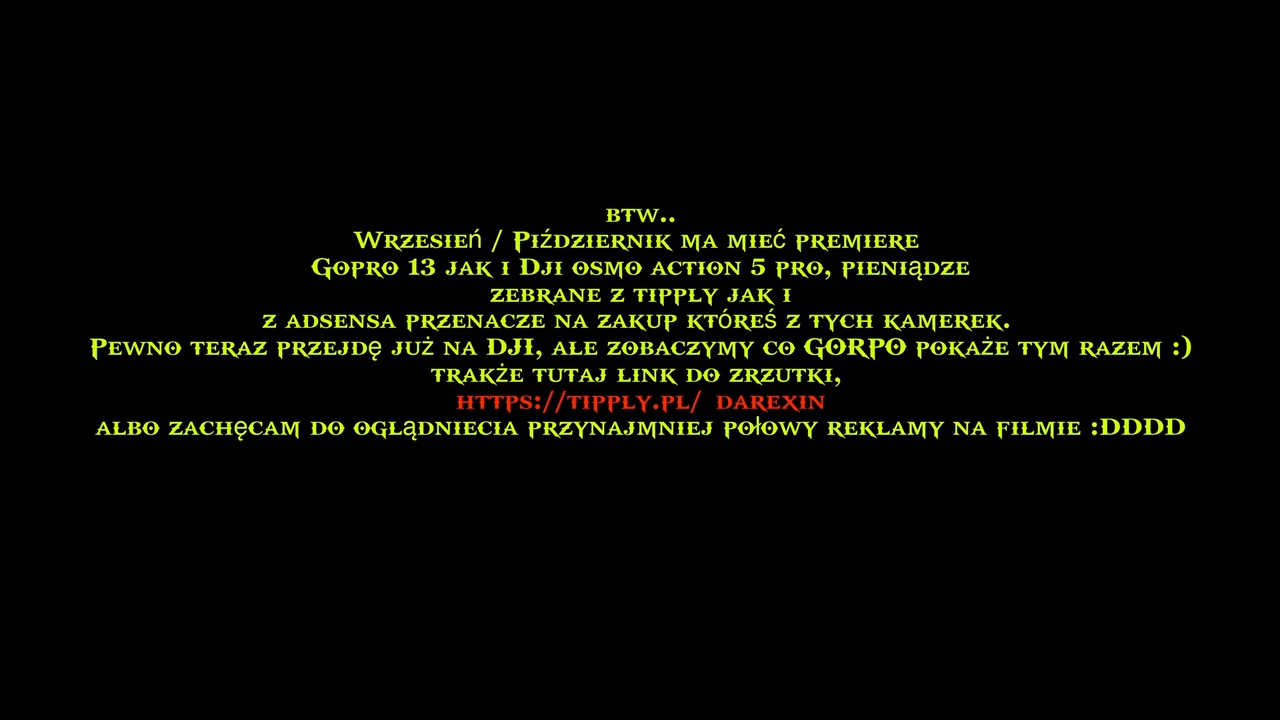 btw..
Wrzesień / Piździernik ma mieć premiere
Gopro 13 jak i Dji osmo action 5 pro, pieniądze
zebrane z tipply jak i
z adsensa przenacze na zakup któreś z tych kamerek.
Pewno teraz przejdę już na DJI, ale zobaczymy co GORPO pokaże tym razem :)
trakże tutaj link do zrzutki,
https://tipply.pl/ darexin
albo zachęcam do oglądniecia przynajmniej połowy reklamy na filmie :DDDD